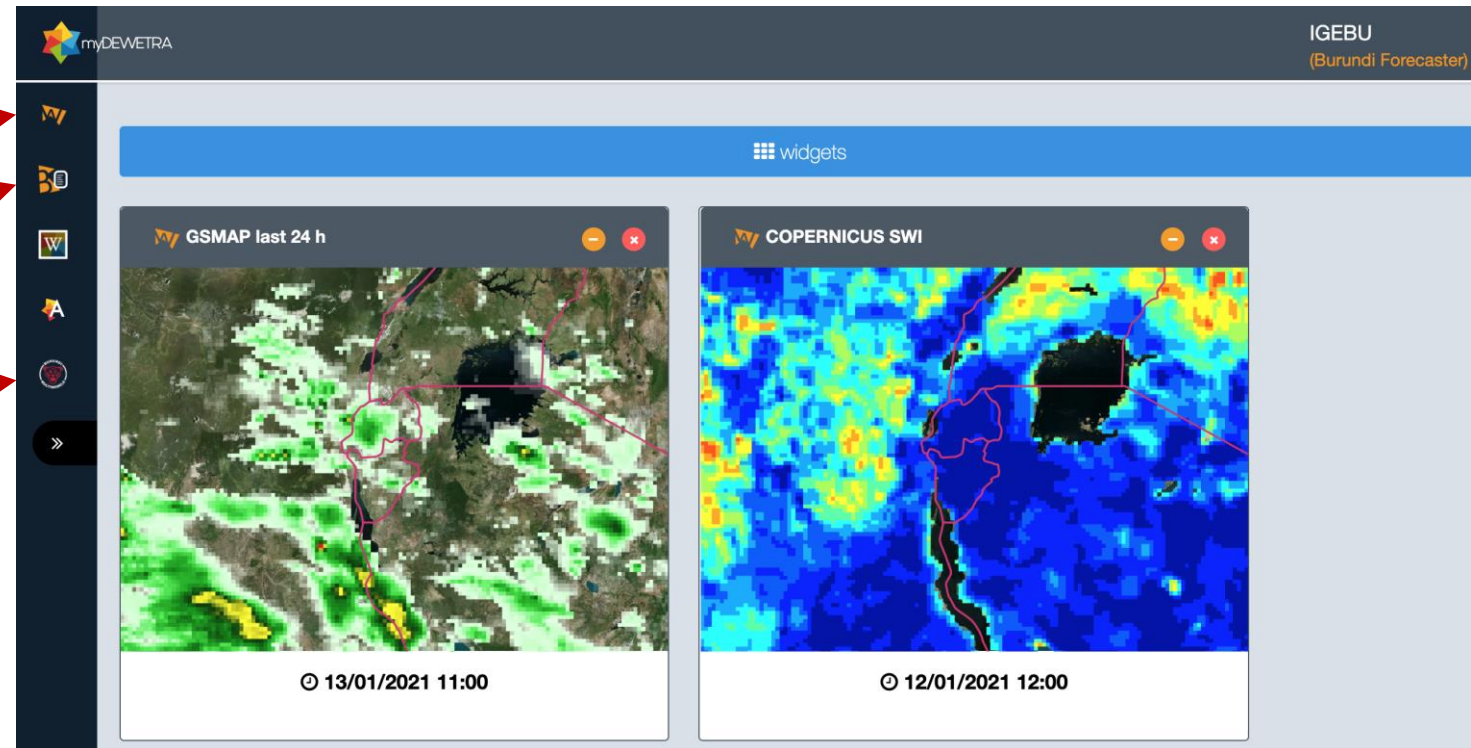 myDEWETRA
IGEBU
(Burundi Forecaster)
widgets
GSMAP last 24 h
COPERNICUS SWI
W
A
13/01/2021 11:00
12/01/2021 12:00